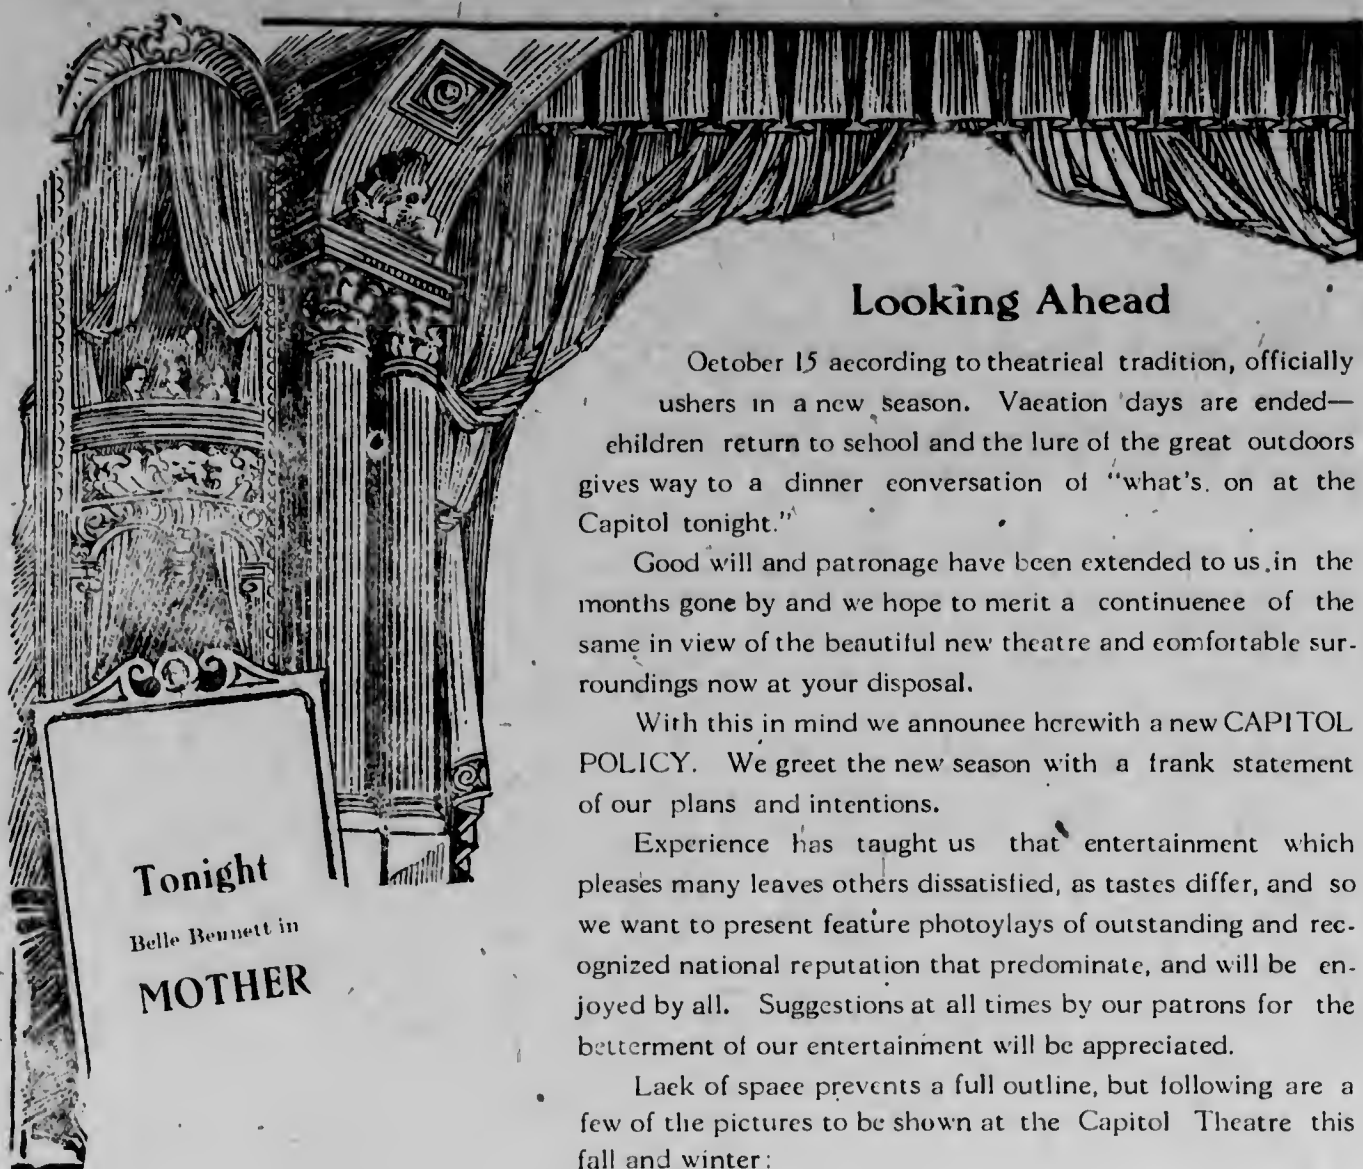 Looking Ahead
October 15 according to theatrical tradition, officially
ushers in a new season. Vacation days are ended—
children return to school and the lure of the great outdoors
gives way to a dinner conversation of "what's. on at the
Capitol tonight."
Good will and patronage have been extended to us in the
months gone by and we hope to merit a continuence of the
same in view of the beautiful new theatre and comfortable sur-
roundings now at your disposal.
With this in mind we announce herewith a new CAPITOL
POLICY. We greet the new season with a frank statement
of our plans and intentions.
Experience has taught us that entertainment which
pleases many leaves others dissatisfied, as tastes differ, and so
we want to present feature photoylays of outstanding and rec-
ognized national reputation that predominate, and will be en-
joyed by all. Suggestions at all times by our patrons for the
betterment of our entertainment will be appreciated.
Lack of space prevents a full outline, but following are a
few of the pictures to be shown at the Capitol Theatre this
fall and winter:
Tonight
Belle Bennett in
MOTHER